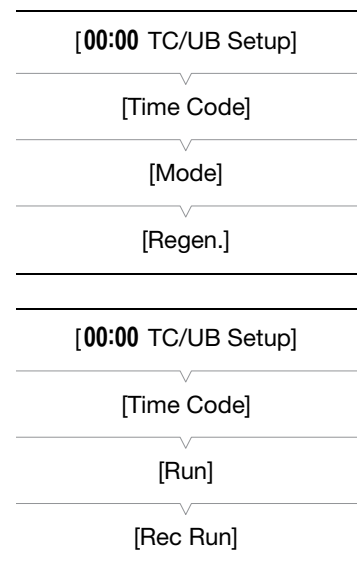 [00:00 TC/UB Setup]
[Time Code]
[Mode]
[Regen.]
[00:00 TC/UB Setup]
[Time Code]
[Run]
[Rec Run]